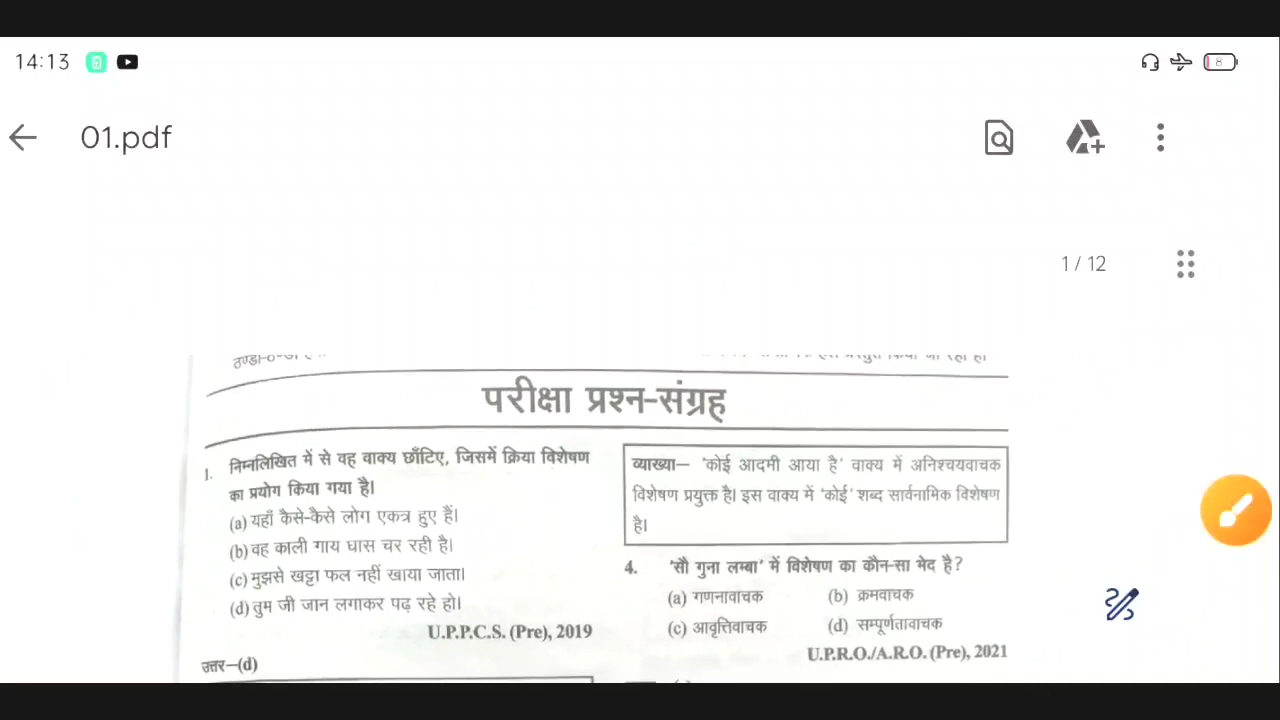 14:13
8
01.pdf
1 / 12
परीक्षा प्रश्न-संग्रह
1. निम्नलिखित में से वह वाक्य छाँटिए, जिसमें क्रिया विशेषण
का प्रयोग किया गया है।
(a) यहाँ कैसे-कैसे लोग एकत्र हुए हैं।
(b) वह काली गाय घास चर रही है।
(c) मुझसे खट्टा फल नहीं खाया जाता।
(d) तुम जी जान लगाकर पढ़ रहे हो।
U.P.P.C.S. (Pre), 2019
उत्तर–(d)
व्याख्या– 'कोई आदमी आया है' वाक्य में अनिश्चयवाचक
विशेषण प्रयुक्त है। इस वाक्य में 'कोई' शब्द सार्वनामिक विशेषण
है।
4. 'सौ गुना लम्बा' में विशेषण का कौन-सा भेद है?
(a) गणनावाचक (b) क्रमवाचक
(c) आवृत्तिवाचक (d) सम्पूर्णतावाचक
U.P.R.O./A.R.O. (Pre), 2021